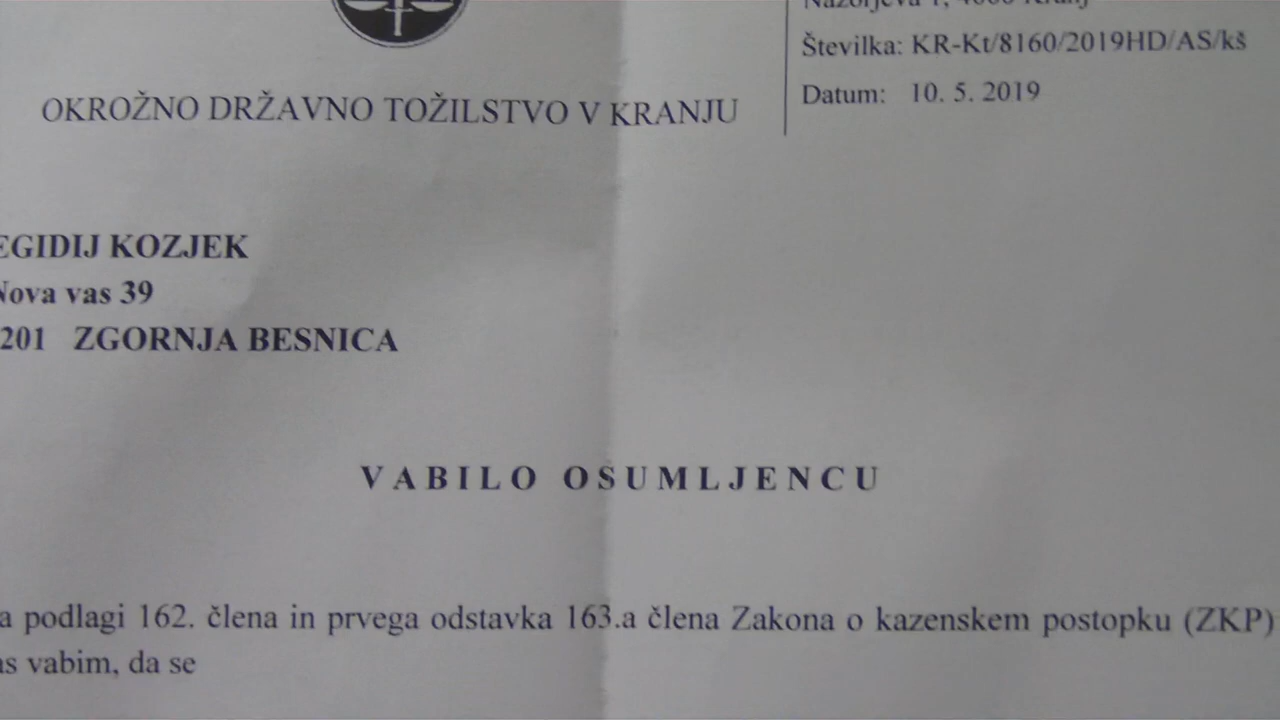 Številka: KR-Kt/8160/2019HD/AS/kš
Datum: 10. 5. 2019
OKROŽNO DRŽAVNO TOŽILSTVO V KRANJU
EGIDIJ KOZJEK
Nova vas 39
201 ZGORNJA BESNICA
VABILO OSUMLJENCU
a podlagi 162. člena in prvega odstavka 163.a člena Zakona o kazenskem postopku (ZKP)
as vabim, da se